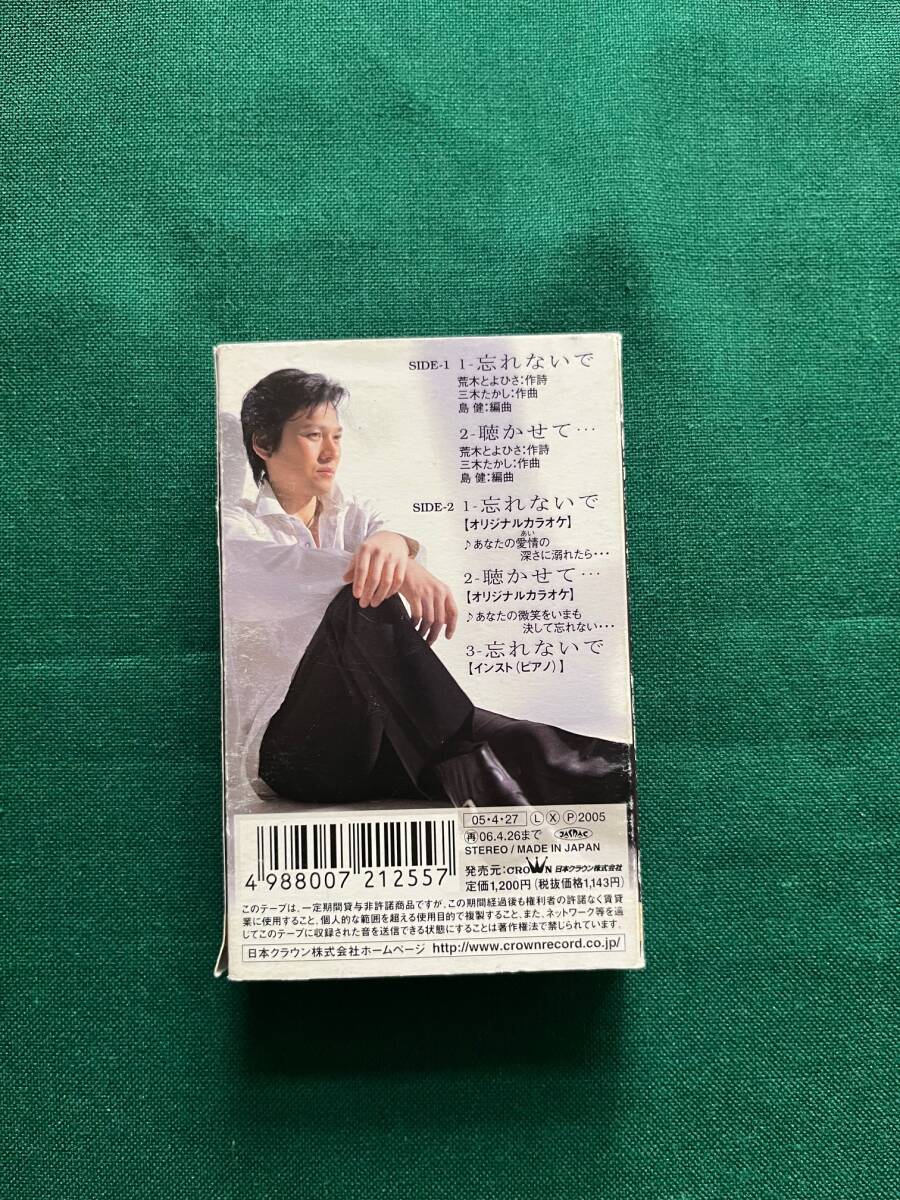 SIDE-1 1-忘れないで
荒木とよひさ:作詩
三木たかし:作曲
島 健:編曲
2-聴かせて…
荒木とよひさ:作詩
三木たかし:作曲
島 健:編曲
SIDE-2 1-忘れないで
【オリジナルカラオケ】
あい
♪あなたの愛情の
深さに溺れたら・・・
2-聴かせて…
【オリジナルカラオケ】
♪あなたの微笑をいまも
決して忘れない・・・
3-忘れないで
【インスト(ピアノ)】
05・4・27 Ⓛ Ⓧ Ⓟ2005
㊢06.4.26まで JASRAC
STEREO / MADE IN JAPAN
発売元:CROWN 日本クラウン株式会社
定価1,200円(税抜価格1,143円)
4 988007 212557
このテープは、一定期間貸与非許諾商品ですが、この期間経過後も権利者の許諾なく賃貸
業に使用すること、個人的な範囲を超える使用目的で複製すること、また、ネットワーク等を通
じてこのテープに収録された音を送信できる状態にすることは著作権法で禁じられています。
日本クラウン株式会社ホームページ http://www.crownrecord.co.jp/